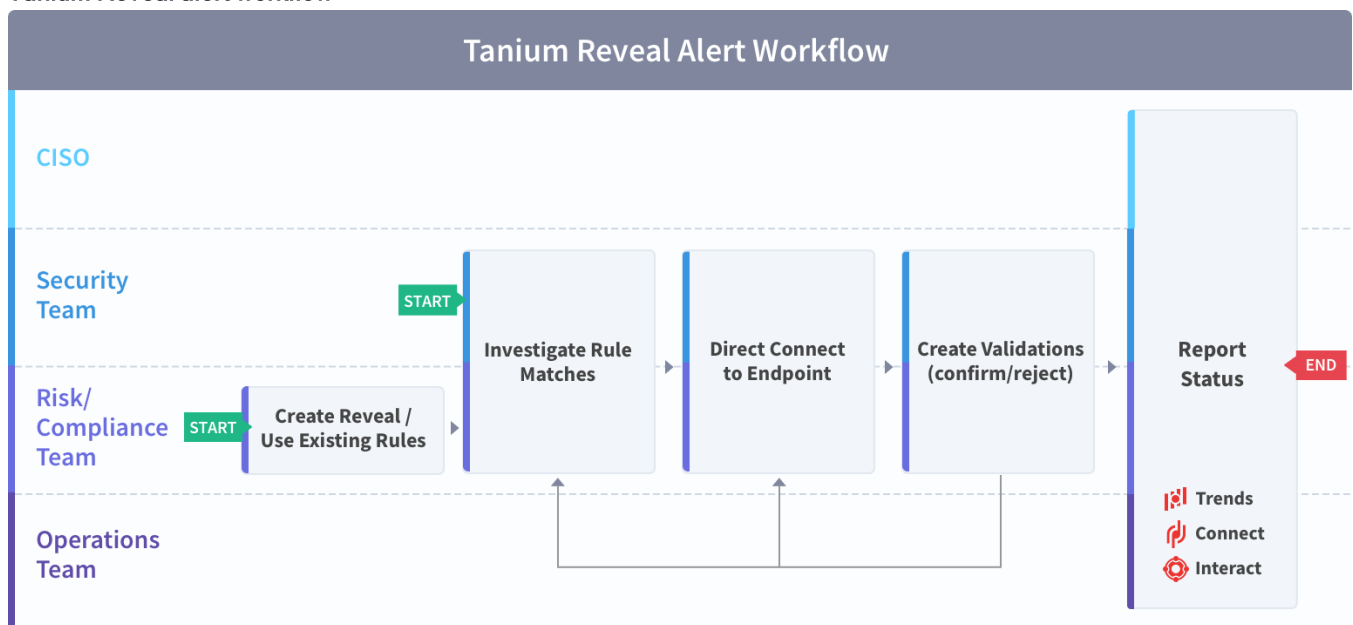 Tanium Reveal Alert Workflow
CISO
Security
Team
START
Investigate Rule
Matches
Direct Connect
to Endpoint
Create Validations
(confirm/reject)
Report
Status
END
Risk/
Compliance
Team
START
Create Reveal /
Use Existing Rules
Operations
Team
Trends
Connect
Interact